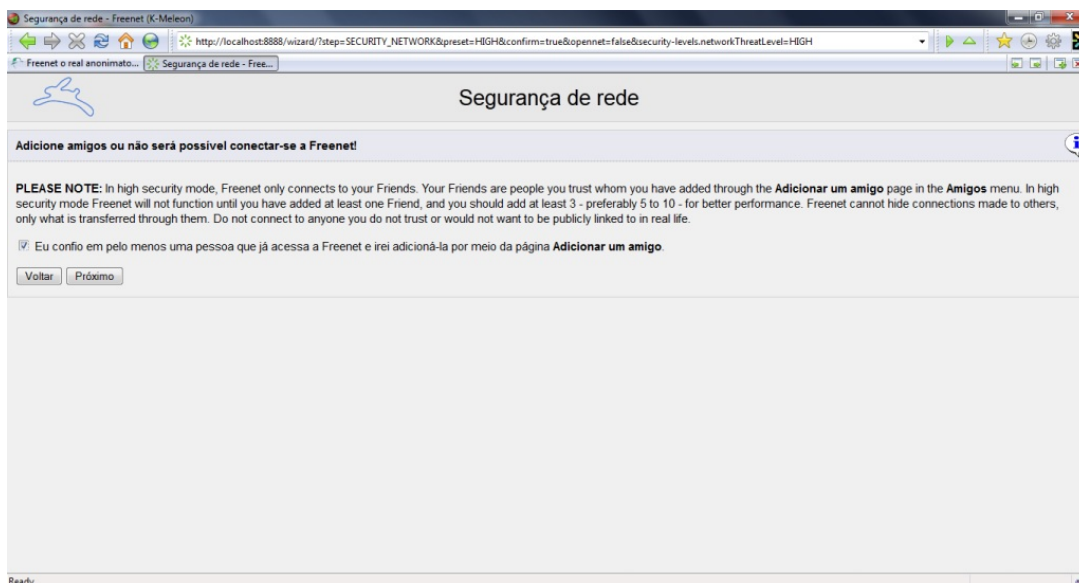 Segurança de rede - Freenet (K-Meleon)
http://localhost:8888/wizard/?step=SECURITY_NETWORK&preset=HIGH&confirm=true&opennet=false&security-levels.networkThreatLevel=HIGH
Freenet o real anonimato... Segurança de rede - Free...
Segurança de rede
Adicione amigos ou não será possível conectar-se a Freenet!
PLEASE NOTE: In high security mode, Freenet only connects to your Friends. Your Friends are people you trust whom you have added through the Adicionar um amigo page in the Amigos menu. In high
security mode Freenet will not function until you have added at least one Friend, and you should add at least 3 - preferably 5 to 10 - for better performance. Freenet cannot hide connections made to others,
only what is transferred through them. Do not connect to anyone you do not trust or would not want to be publicly linked to in real life.
Eu confio em pelo menos uma pessoa que já acessa a Freenet e irei adicioná-la por meio da página Adicionar um amigo.
Voltar Próximo
Ready